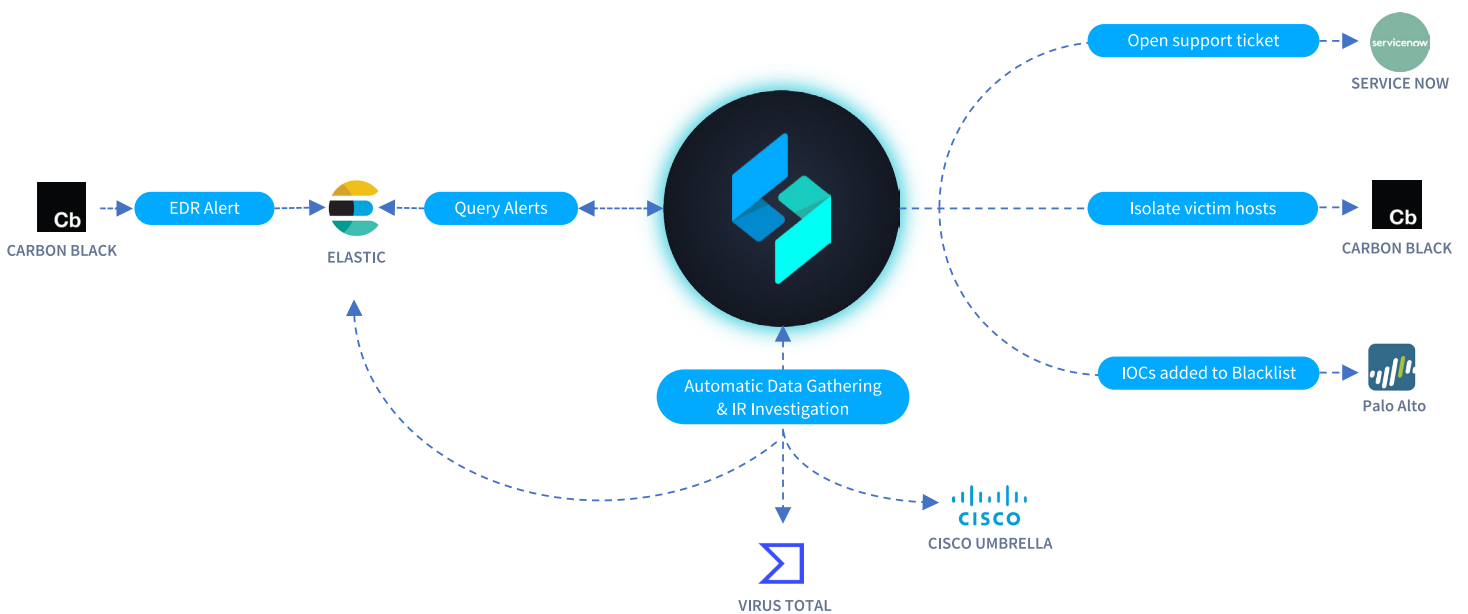 Open support ticket
servicenow
SERVICE NOW
Cb
CARBON BLACK
EDR Alert
ELASTIC
Query Alerts
Isolate victim hosts
Cb
CARBON BLACK
Automatic Data Gathering
& IR Investigation
IOCs added to Blacklist
Palo Alto
CISCO
CISCO UMBRELLA
VIRUS TOTAL